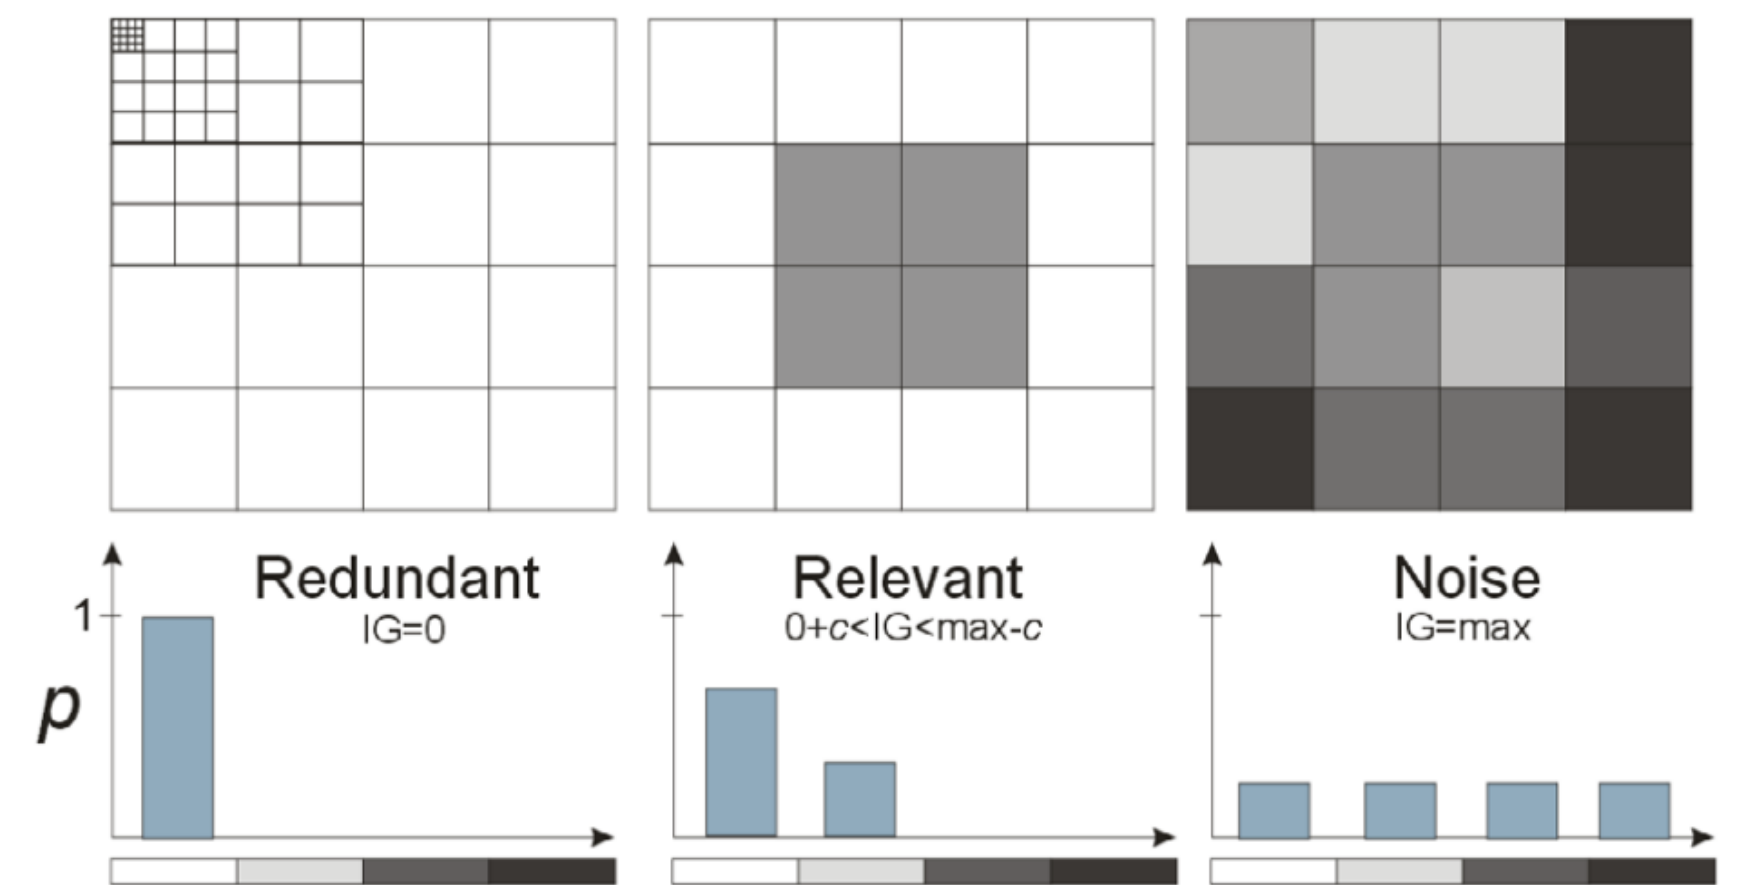 Redundant
IG=0
Relevant
0+c<IG<max-c
Noise
IG=max
1
p